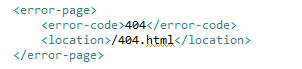 <error-page>
<error-code>404</error-code>
<location>/404.html</location>
</error-page>